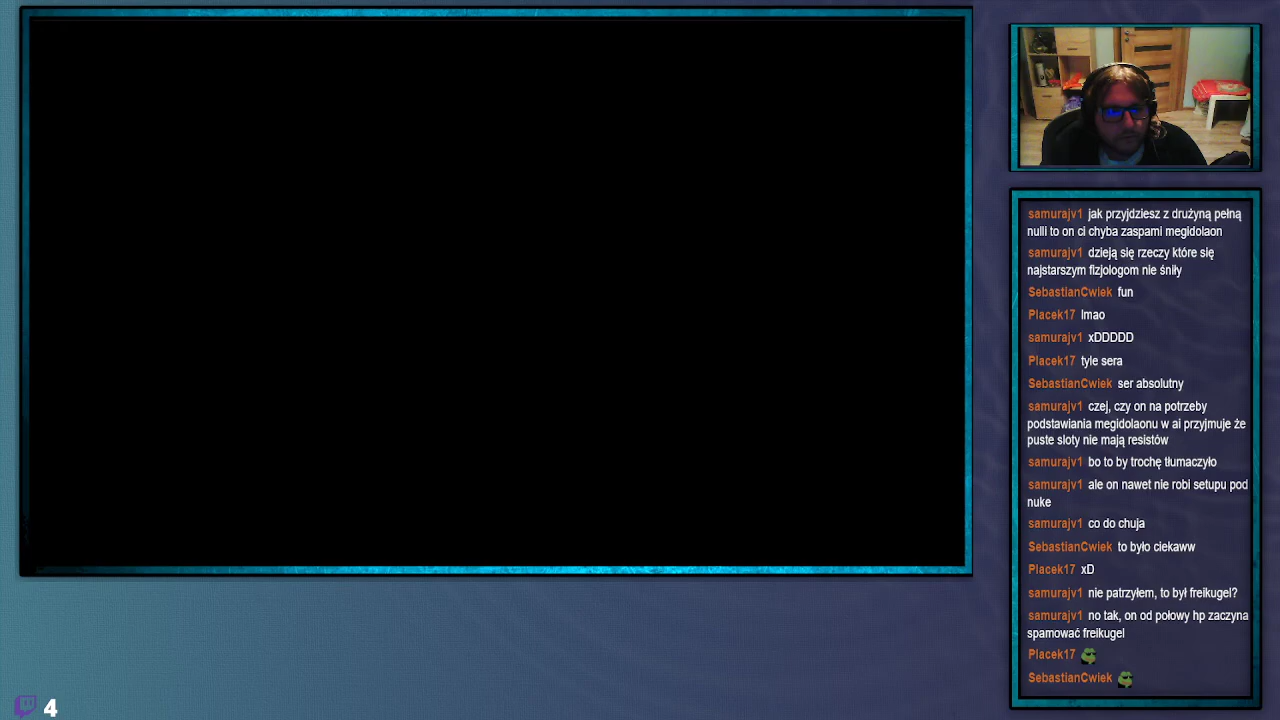 samurajv1 jak przyjdziesz z drużyną pełną
nulli to on ci chyba zaspami megidolaon
samurajv1 dzieją się rzeczy które się
najstarszym fizjologom nie śniły
SebastianCwiek fun
Placek17 lmao
samurajv1 xDDDDD
Placek17 tyle sera
SebastianCwiek ser absolutny
samurajv1 czej, czy on na potrzeby
podstawiania megidolaonu w ai przyjmuje że
puste sloty nie mają resistów
samurajv1 bo to by trochę tłumaczyło
samurajv1 ale on nawet nie robi setupu pod
nuke
samurajv1 co do chuja
SebastianCwiek to było ciekaww
Placek17 xD
samurajv1 nie patrzyłem, to był freikugel?
samurajv1 no tak, on od połowy hp zaczyna
spamować freikugel
Placek17
SebastianCwiek
4